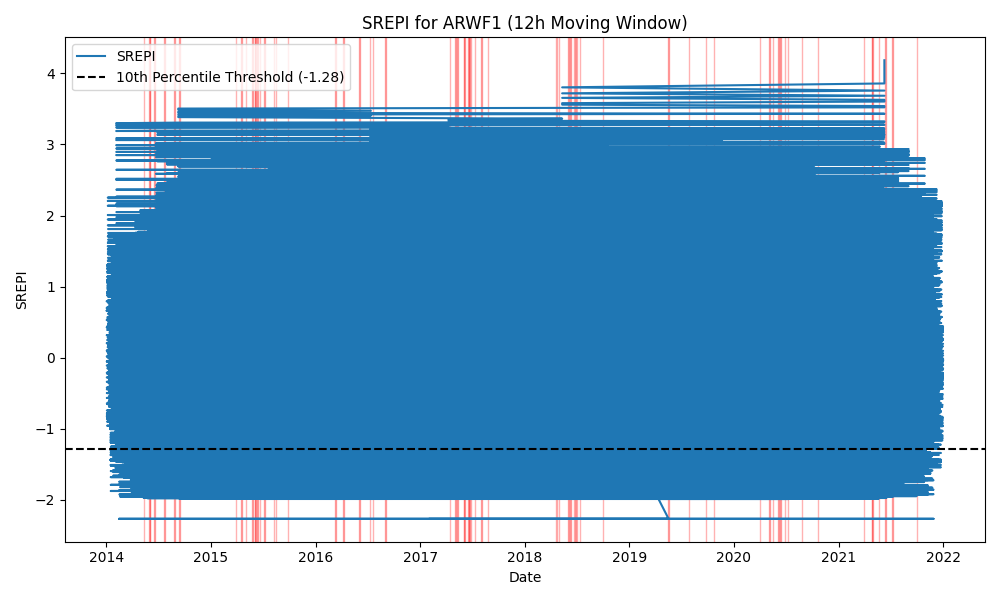 SREPI for ARWF1 (12h Moving Window)
SREPI
10th Percentile Threshold (-1.28)
4
3
2
1
0
−1
−2
SREPI
2014 2015 2016 2017 2018 2019 2020 2021 2022
Date